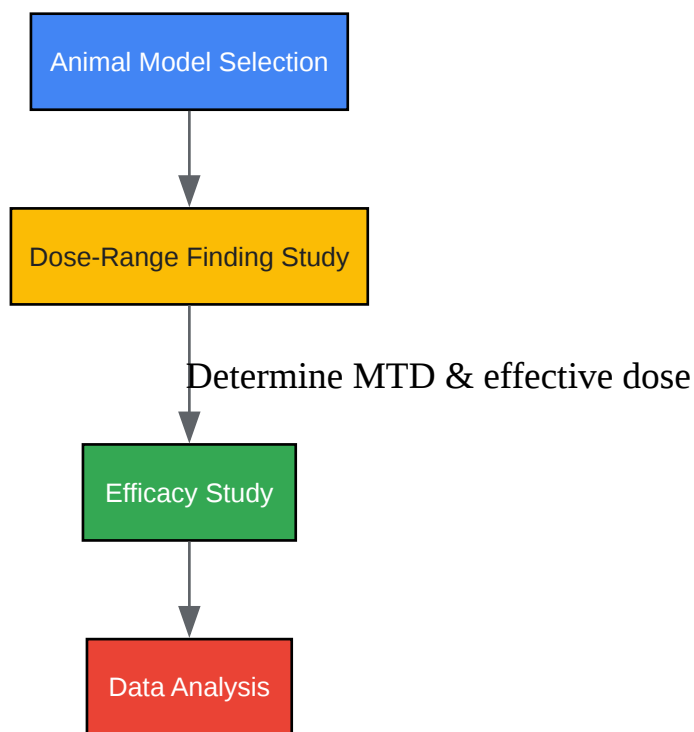 Animal Model Selection
Dose-Range Finding Study
Determine MTD & effective dose
Efficacy Study
Data Analysis